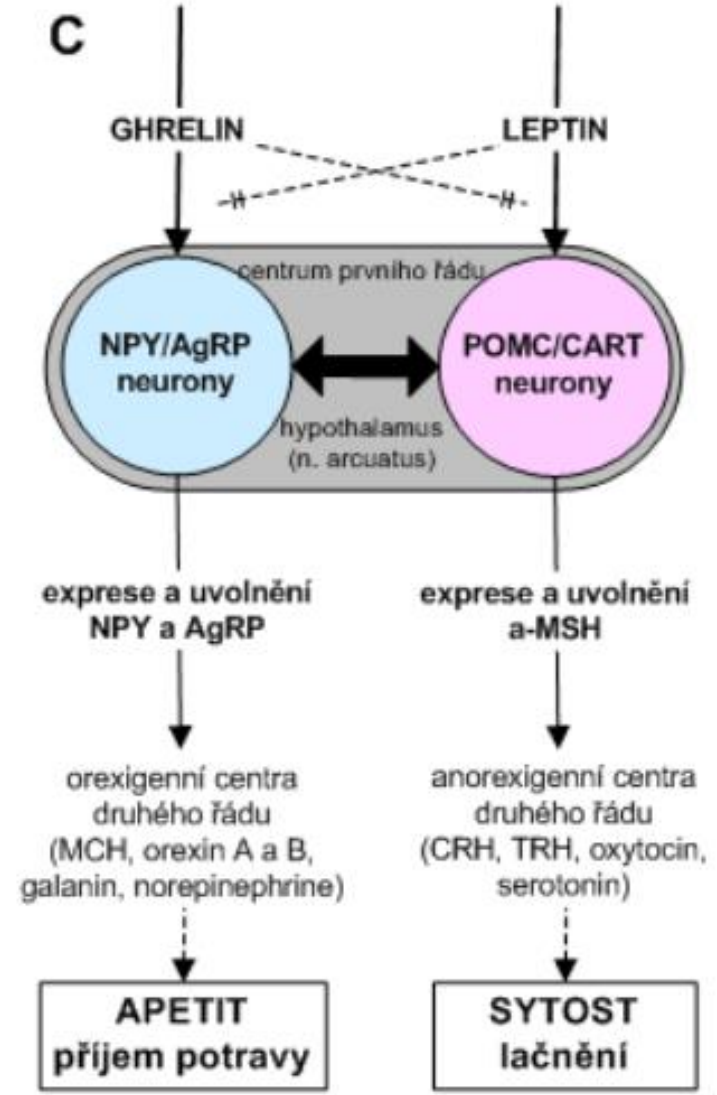 C
GHRELIN
LEPTIN
centrum prvního řádu
NPY/AgRP
neurony
POMC/CART
neurony
hypothalamus
(n. arcuatus)
exprese a uvolnění
NPY a AgRP
exprese a uvolnění
a-MSH
orexigenní centra
druhého řádu
(MCH, orexin A a B,
galanin, norepinephrine)
anorexigenní centra
druhého řádu
(CRH, TRH, oxytocin,
serotonin)
APETIT
příjem potravy
SYTOST
lačnění